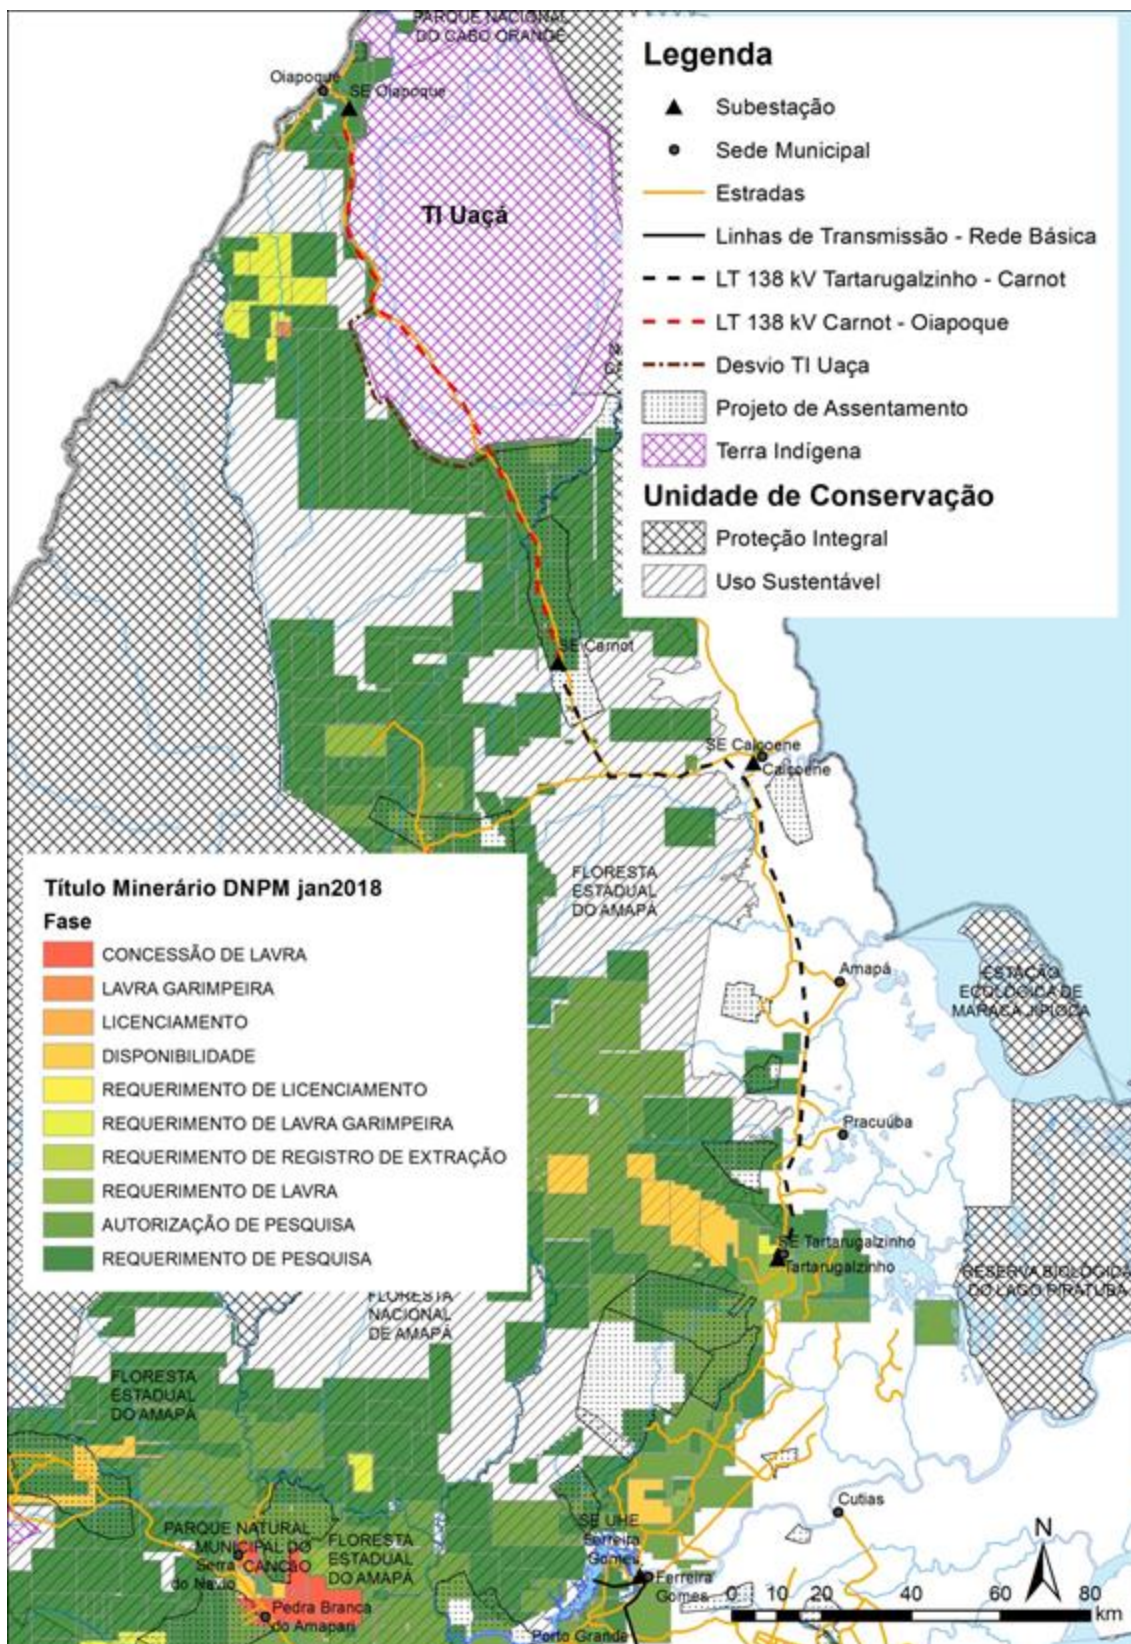 PARQUE NACIONAL
DO CABO ORANGE
Oiapoque
SE Oiapoque
TI Uaçá
Legenda
Subestação
Sede Municipal
Estradas
Linhas de Transmissão - Rede Básica
LT 138 kV Tartarugalzinho - Carnot
LT 138 kV Carnot - Oiapoque
Desvio TI Uaça
Projeto de Assentamento
Terra Indígena
Unidade de Conservação
Proteção Integral
Uso Sustentável
SE Carnot
SE Calçoene
Calçoene
FLORESTA
ESTADUAL
DO AMAPÁ
Título Minerário DNPM jan2018
Fase
CONCESSÃO DE LAVRA
LAVRA GARIMPEIRA
LICENCIAMENTO
DISPONIBILIDADE
REQUERIMENTO DE LICENCIAMENTO
REQUERIMENTO DE LAVRA GARIMPEIRA
REQUERIMENTO DE REGISTRO DE EXTRAÇÃO
REQUERIMENTO DE LAVRA
AUTORIZAÇÃO DE PESQUISA
REQUERIMENTO DE PESQUISA
Amapá
ESTAÇÃO
ECOLÓGICA DE
MARACÁ JIPIOCA
Pracuúba
SE Tartarugalzinho
Tartarugalzinho
RESERVA BIOLÓGICA
DO LAGO PIRATUBA
FLORESTA
NACIONAL
DE AMAPÁ
FLORESTA
ESTADUAL
DO AMAPÁ
Cutias
PARQUE NATURAL
MUNICIPAL DO
CANCÃO
Serra
do Navio
FLORESTA
ESTADUAL
DO AMAPÁ
SE UHE
Ferreira
Gomes
Ferreira
Gomes
Pedra Branca
do Amapari
Porto Grande
N
0 10 20 40 60 80
km